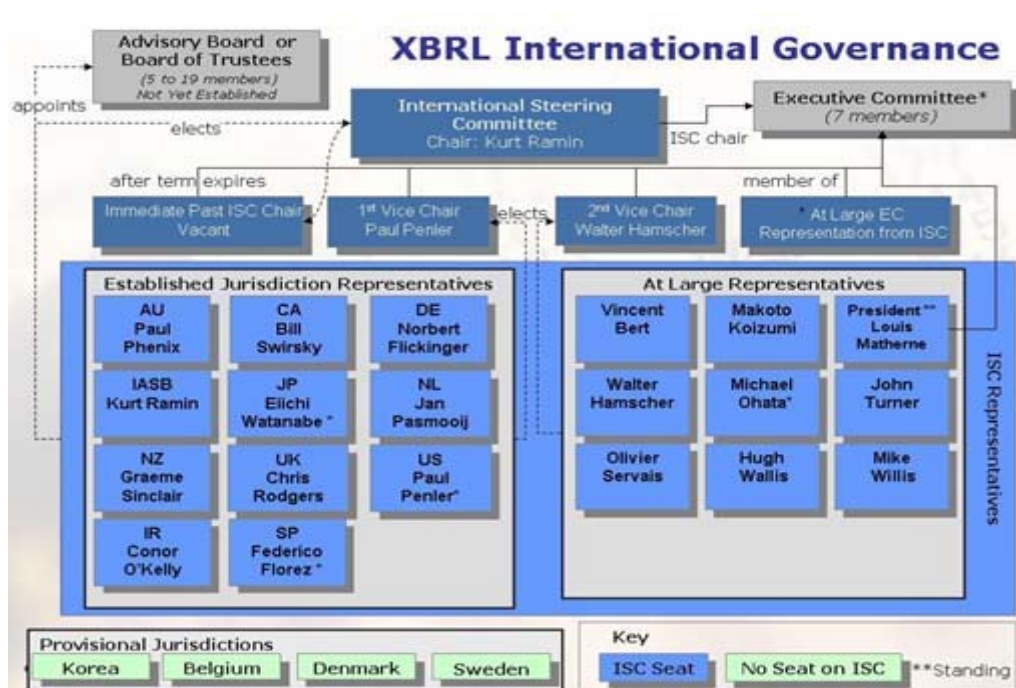 XBRL International Governance
Advisory Board or
Board of Trustees
(5 to 19 members)
Not Yet Established
appoints
elects
International Steering
Committee
Chair: Kurt Ramin
ISC chair
Executive Committee*
(7 members)
after term expires
member of
Immediate Past ISC Chair
Vacant
1st Vice Chair
Paul Penler
elects
2nd Vice Chair
Walter Hamscher
* At Large EC
Representation from ISC
Established Jurisdiction Representatives
AU
Paul
Phenix
CA
Bill
Swirsky
DE
Norbert
Flickinger
IASB
Kurt Ramin
JP
Eiichi
Watanabe *
NL
Jan
Pasmooij
NZ
Graeme
Sinclair
UK
Chris
Rodgers
US
Paul
Penler*
IR
Conor
O'Kelly
SP
Federico
Florez *
At Large Representatives
Vincent
Bert
Makoto
Koizumi
President**
Louis
Matherne
Walter
Hamscher
Michael
Ohata*
John
Turner
Olivier
Servais
Hugh
Wallis
Mike
Willis
ISC Representatives
Provisional Jurisdictions
Korea
Belgium
Denmark
Sweden
Key
ISC Seat
No Seat on ISC
**Standing